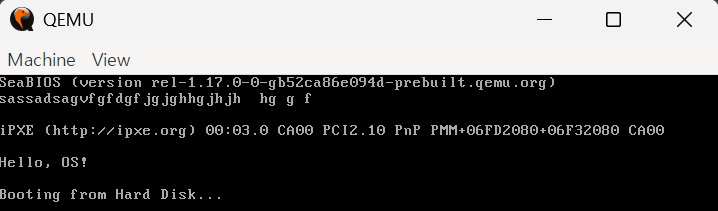 QEMU
Machine View
SeaBIOS (version rel-1.17.0-0-gb52ca86e094d-prebuilt.qemu.org)
sassadsagvfgfdgfjgjghhgjhjh  hg g f
iPXE (http://ipxe.org) 00:03.0 CA00 PCI2.10 PnP PMM+06FD2080+06F32080 CA00
Hello, OS!
Booting from Hard Disk...